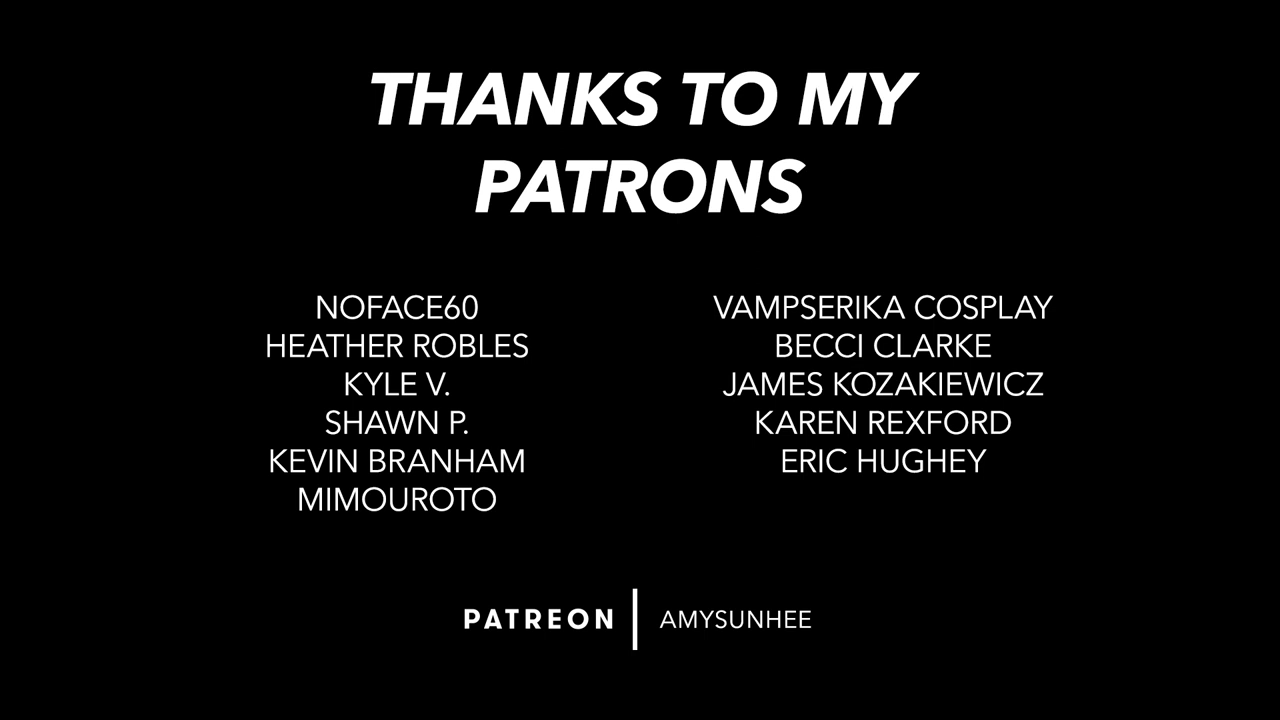 THANKS TO MY
PATRONS
NOFACE60
HEATHER ROBLES
KYLE V.
SHAWN P.
KEVIN BRANHAM
MIMOUROTO
VAMPSERIKA COSPLAY
BECCI CLARKE
JAMES KOZAKIEWICZ
KAREN REXFORD
ERIC HUGHEY
PATREON | AMYSUNHEE